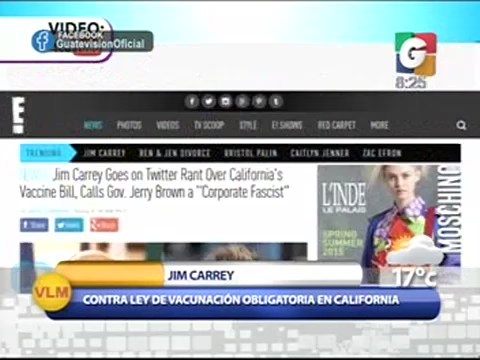 VIDEO:
FACEBOOK
GuatevisionOficial
G
8:25
E!
NEWS PHOTOS VIDEOS TV SCOOP STYLE E! SHOWS RED CARPET MORE
TRENDING JIM CARREY BEN & JEN DIVORCE BRISTOL PALIN CAITLYN JENNER ZAC EFRON
Jim Carrey Goes on Twitter Rant Over California's
Vaccine Bill, Calls Gov. Jerry Brown a "Corporate Fascist"
Share
L'INDE
LE PALAIS
SPRING
SUMMER
2015
MOSCHINO
JIM CARREY
17°C
VLM
CONTRA LEY DE VACUNACIÓN OBLIGATORIA EN CALIFORNIA